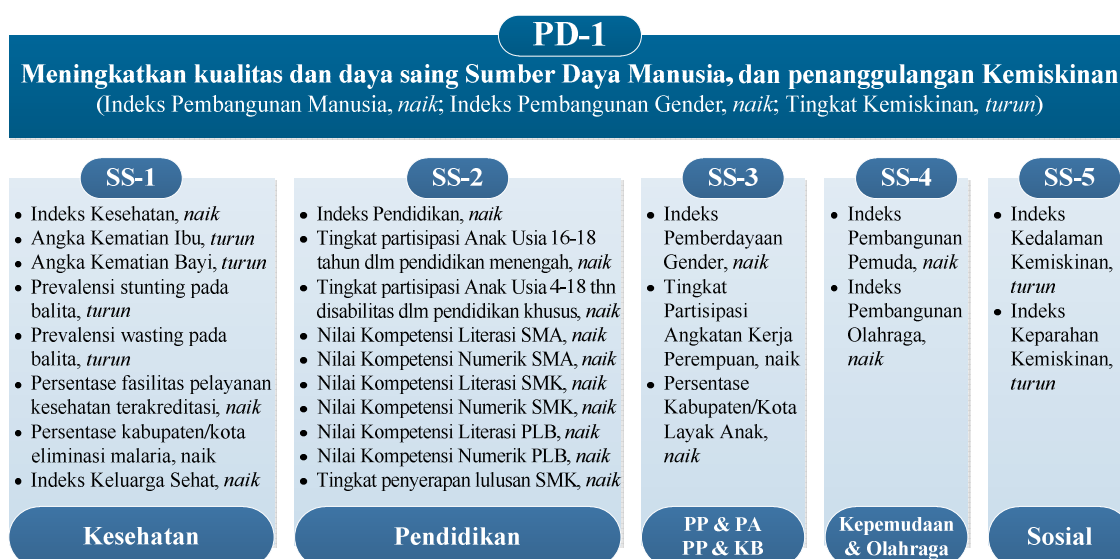 PD-1
Meningkatkan kualitas dan daya saing Sumber Daya Manusia, dan penanggulangan Kemiskinan
(Indeks Pembangunan Manusia, naik; Indeks Pembangunan Gender, naik; Tingkat Kemiskinan, turun)
SS-1
• Indeks Kesehatan, naik
• Angka Kematian Ibu, turun
• Angka Kematian Bayi, turun
• Prevalensi stunting pada
balita, turun
• Prevalensi wasting pada
balita, turun
• Persentase fasilitas pelayanan
kesehatan terakreditasi, naik
• Persentase kabupaten/kota
eliminasi malaria, naik
• Indeks Keluarga Sehat, naik
Kesehatan
SS-2
• Indeks Pendidikan, naik
• Tingkat partisipasi Anak Usia 16-18
tahun dlm pendidikan menengah, naik
• Tingkat partisipasi Anak Usia 4-18 thn
disabilitas dlm pendidikan khusus, naik
• Nilai Kompetensi Literasi SMA, naik
• Nilai Kompetensi Numerik SMA, naik
• Nilai Kompetensi Literasi SMK, naik
• Nilai Kompetensi Numerik SMK, naik
• Nilai Kompetensi Literasi PLB, naik
• Nilai Kompetensi Numerik PLB, naik
• Tingkat penyerapan lulusan SMK, naik
Pendidikan
SS-3
• Indeks
Pemberdayaan
Gender, naik
• Tingkat
Partisipasi
Angkatan Kerja
Perempuan, naik
• Persentase
Kabupaten/Kota
Layak Anak,
naik
PP & PA
PP & KB
SS-4
• Indeks
Pembangunan
Pemuda, naik
• Indeks
Pembangunan
Olahraga,
naik
Kepemudaan
& Olahraga
SS-5
• Indeks
Kedalaman
Kemiskinan,
turun
• Indeks
Keparahan
Kemiskinan,
turun
Sosial